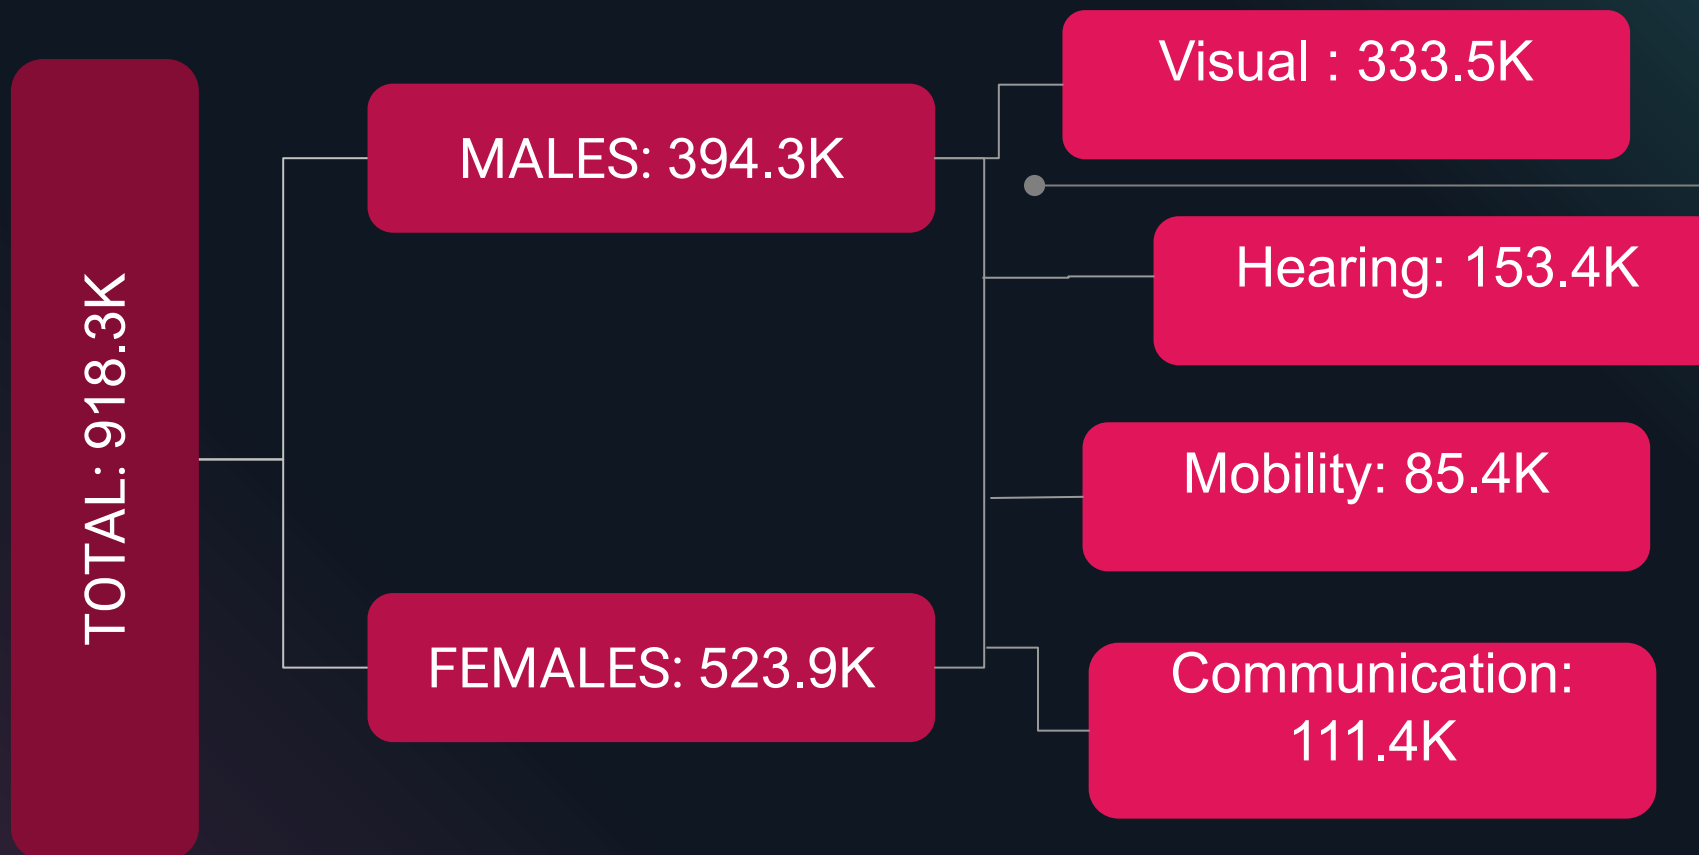 TOTAL: 918.3K
MALES: 394.3K
FEMALES: 523.9K
Visual : 333.5K
Hearing: 153.4K
Mobility: 85.4K
Communication:
111.4K